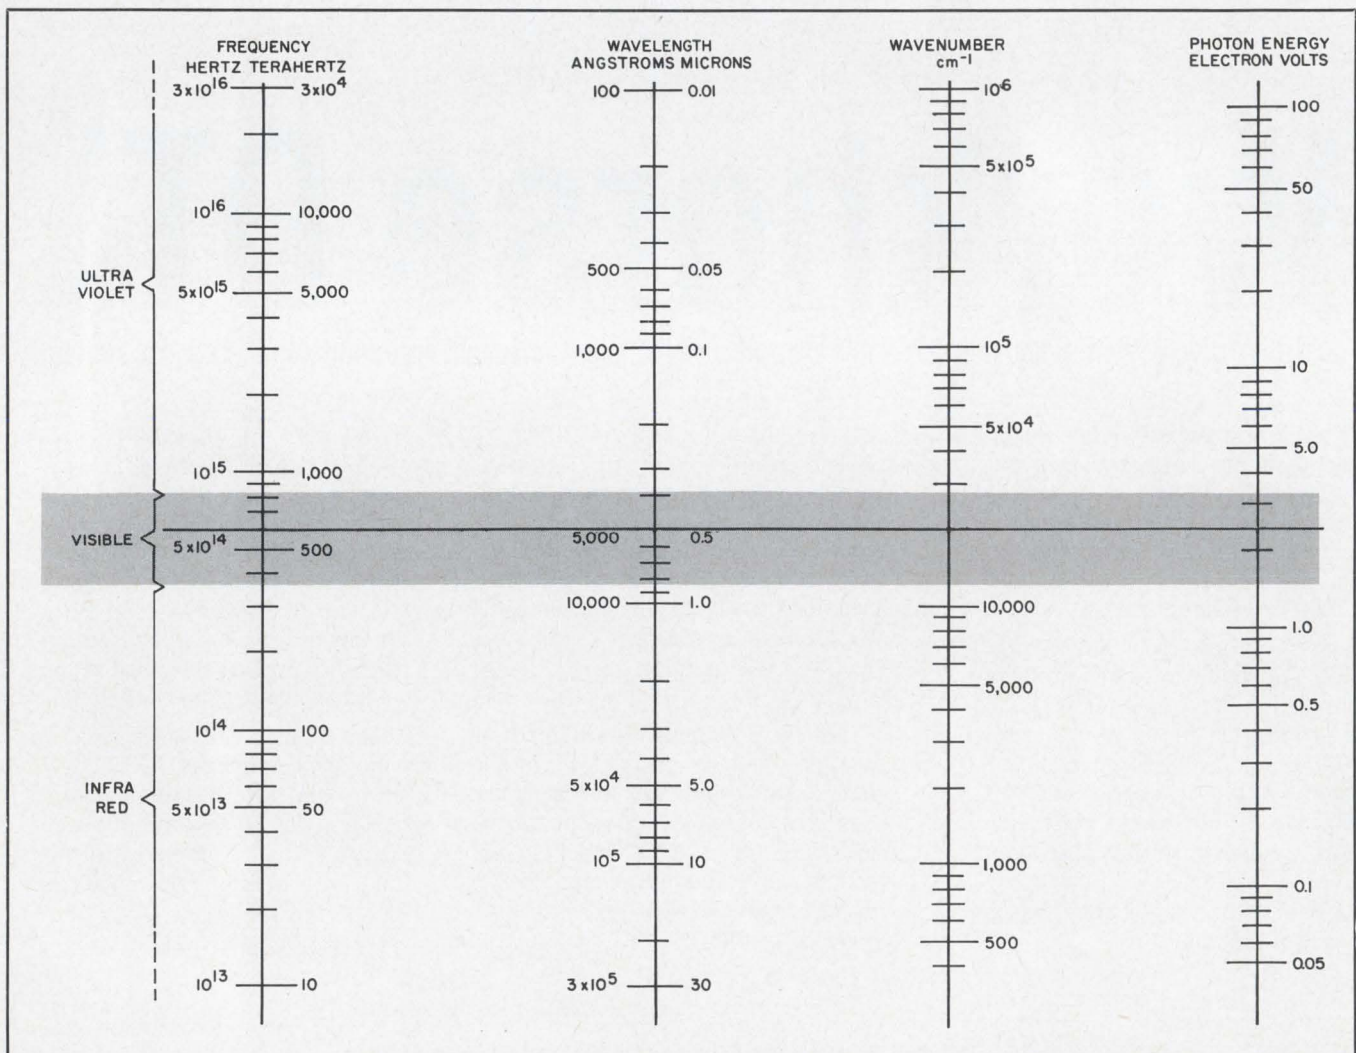 FREQUENCY
HERTZ TERAHERTZ
3x10¹⁶ 3x10⁴
10¹⁶ 10,000
5x10¹⁵ 5,000
10¹⁵ 1,000
5x10¹⁴ 500
10¹⁴ 100
5x10¹³ 50
10¹³ 10
ULTRA
VIOLET
VISIBLE
INFRA
RED
WAVELENGTH
ANGSTROMS MICRONS
100 0.01
500 0.05
1,000 0.1
5,000 0.5
10,000 1.0
5x10⁴ 5.0
10⁵ 10
3x10⁵ 30
WAVENUMBER
cm⁻¹
10⁶
5x10⁵
10⁵
5x10⁴
10,000
5,000
1,000
500
PHOTON ENERGY
ELECTRON VOLTS
100
50
10
5.0
1.0
0.5
0.1
0.05